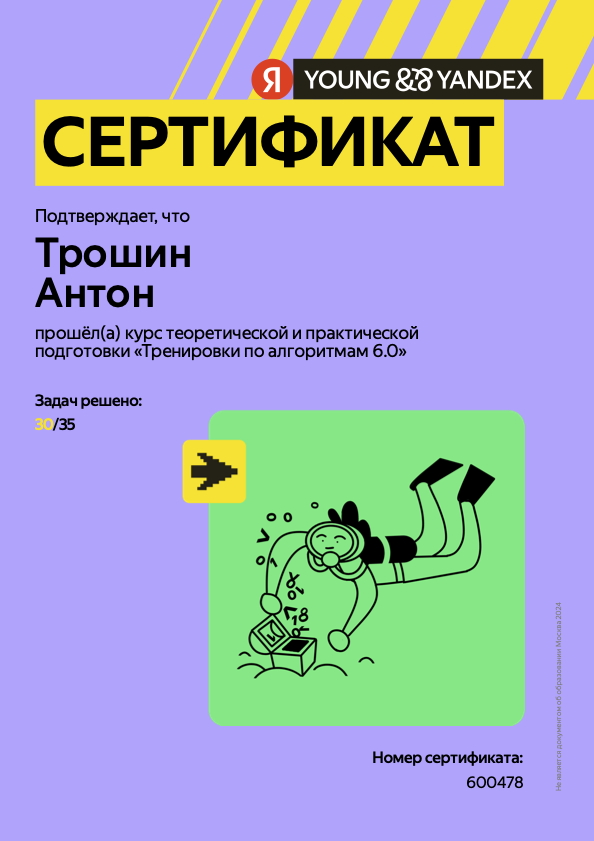 Я YOUNG && YANDEX
СЕРТИФИКАТ
Подтверждает, что
Трошин
Антон
прошёл(а) курс теоретической и практической
подготовки «Тренировки по алгоритмам 6.0»
Задач решено:
30/35
Номер сертификата:
600478
Не является документом об образовании Москва 2024